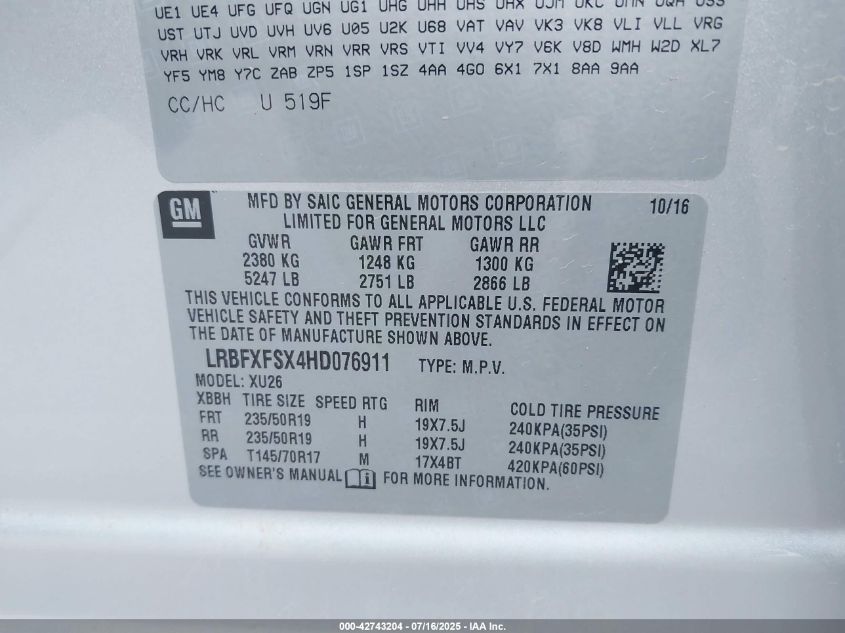 UE1 UE4 UFG UFQ UGN UG1 UHG UHH UHS UHX UJM UKC UMN UQH USS
UST UTJ UVD UVH UV6 U05 U2K U68 VAT VAV VK3 VK8 VLI VLL VRG
VRH VRK VRL VRM VRN VRR VRS VTI VV4 VY7 V6K V8D WMH W2D XL7
YF5 YM8 Y7C ZAB ZP5 1SP 1SZ 4AA 4GO 6X1 7X1 8AA 9AA
CC/HC U 519F
GM MFD BY SAIC GENERAL MOTORS CORPORATION 10/16
LIMITED FOR GENERAL MOTORS LLC
GVWR GAWR FRT GAWR RR
2380 KG 1248 KG 1300 KG
5247 LB 2751 LB 2866 LB
THIS VEHICLE CONFORMS TO ALL APPLICABLE U.S. FEDERAL MOTOR
VEHICLE SAFETY AND THEFT PREVENTION STANDARDS IN EFFECT ON
THE DATE OF MANUFACTURE SHOWN ABOVE.
LRBFXFSX4HD076911 TYPE: M.P.V.
MODEL: XU26
XBBH TIRE SIZE SPEED RTG RIM COLD TIRE PRESSURE
FRT 235/50R19 H 19X7.5J 240KPA(35PSI)
RR 235/50R19 H 19X7.5J 240KPA(35PSI)
SPA T145/70R17 M 17X4BT 420KPA(60PSI)
SEE OWNER'S MANUAL FOR MORE INFORMATION.
000-42743204 - 07/16/2025 - IAA Inc.